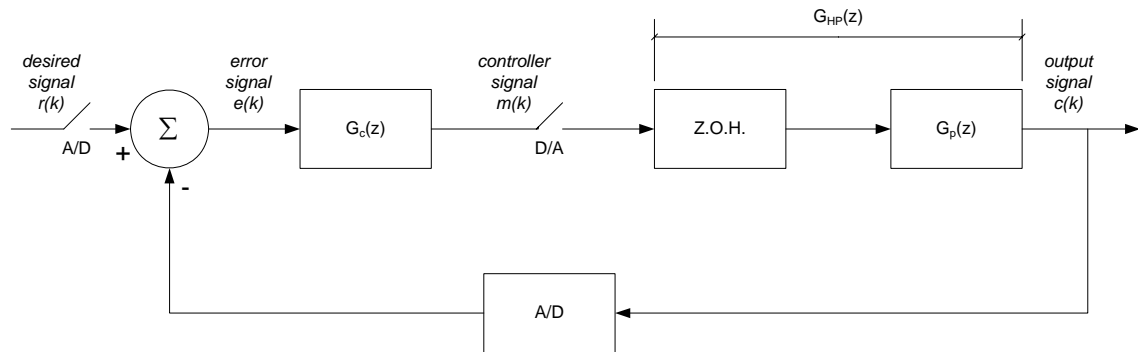 G_HP(z)
desired
signal
r(k)
error
signal
e(k)
controller
signal
m(k)
output
signal
c(k)
Σ
G_c(z)
Z.O.H.
G_p(z)
A/D
+
D/A
-
A/D